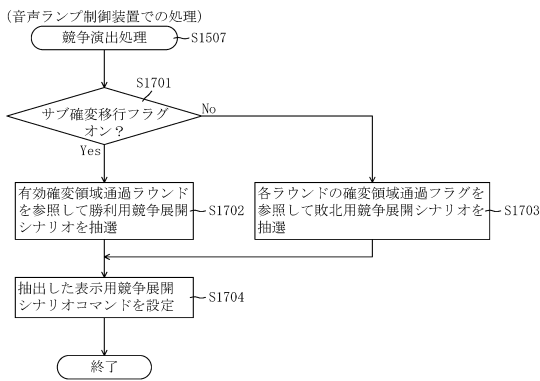 (音声ランプ制御装置での処理)
競争演出処理
S1507
S1701
サブ確変移行フラグ
オン?
No
Yes
有効確変領域通過ラウンド
を参照して勝利用競争展開
シナリオを抽選
S1702
各ラウンドの確変領域通過フラグを
参照して敗北用競争展開シナリオを
抽選
S1703
抽出した表示用競争展開
シナリオコマンドを設定
S1704
終了